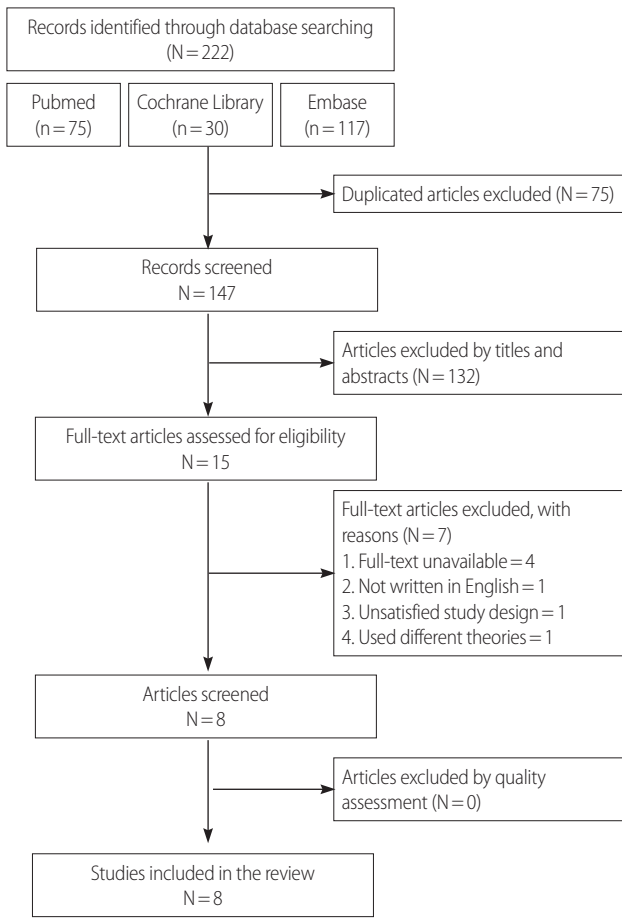 Records identified through database searching
(N = 222)
Pubmed
(n = 75)
Cochrane Library
(n = 30)
Embase
(n = 117)
Duplicated articles excluded (N = 75)
Records screened
N = 147
Articles excluded by titles and
abstracts (N = 132)
Full-text articles assessed for eligibility
N = 15
Full-text articles excluded, with
reasons (N = 7)
1. Full-text unavailable = 4
2. Not written in English = 1
3. Unsatisfied study design = 1
4. Used different theories = 1
Articles screened
N = 8
Articles excluded by quality
assessment (N = 0)
Studies included in the review
N = 8